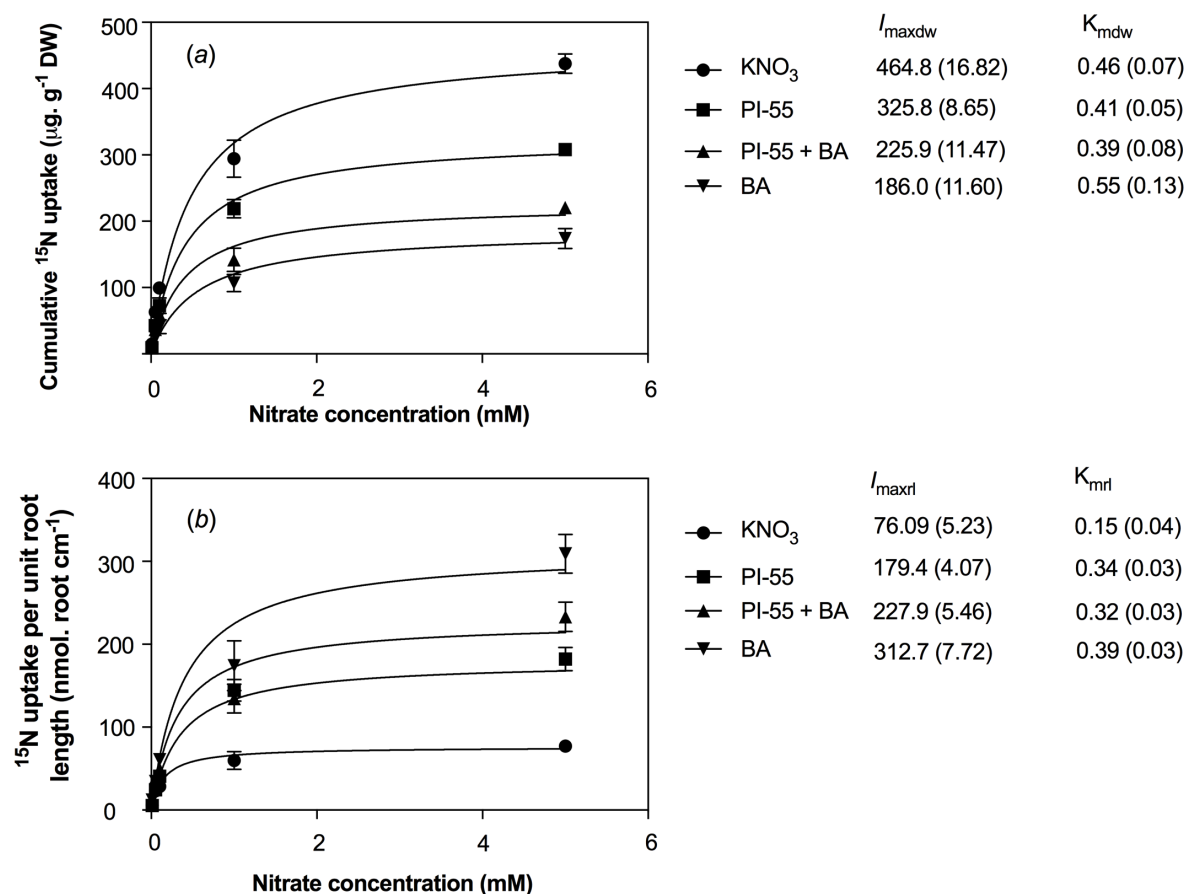 (a)
Cumulative ¹⁵N uptake (μg. g⁻¹ DW)
500
400
300
200
100
0 2 4 6
Nitrate concentration (mM)
Imaxdw Kmdw
KNO₃ 464.8 (16.82) 0.46 (0.07)
PI-55 325.8 (8.65) 0.41 (0.05)
PI-55 + BA 225.9 (11.47) 0.39 (0.08)
BA 186.0 (11.60) 0.55 (0.13)
(b)
¹⁵N uptake per unit root
length (nmol. root cm⁻¹)
400
300
200
100
0
0 2 4 6
Nitrate concentration (mM)
Imaxrl Kmrl
KNO₃ 76.09 (5.23) 0.15 (0.04)
PI-55 179.4 (4.07) 0.34 (0.03)
PI-55 + BA 227.9 (5.46) 0.32 (0.03)
BA 312.7 (7.72) 0.39 (0.03)